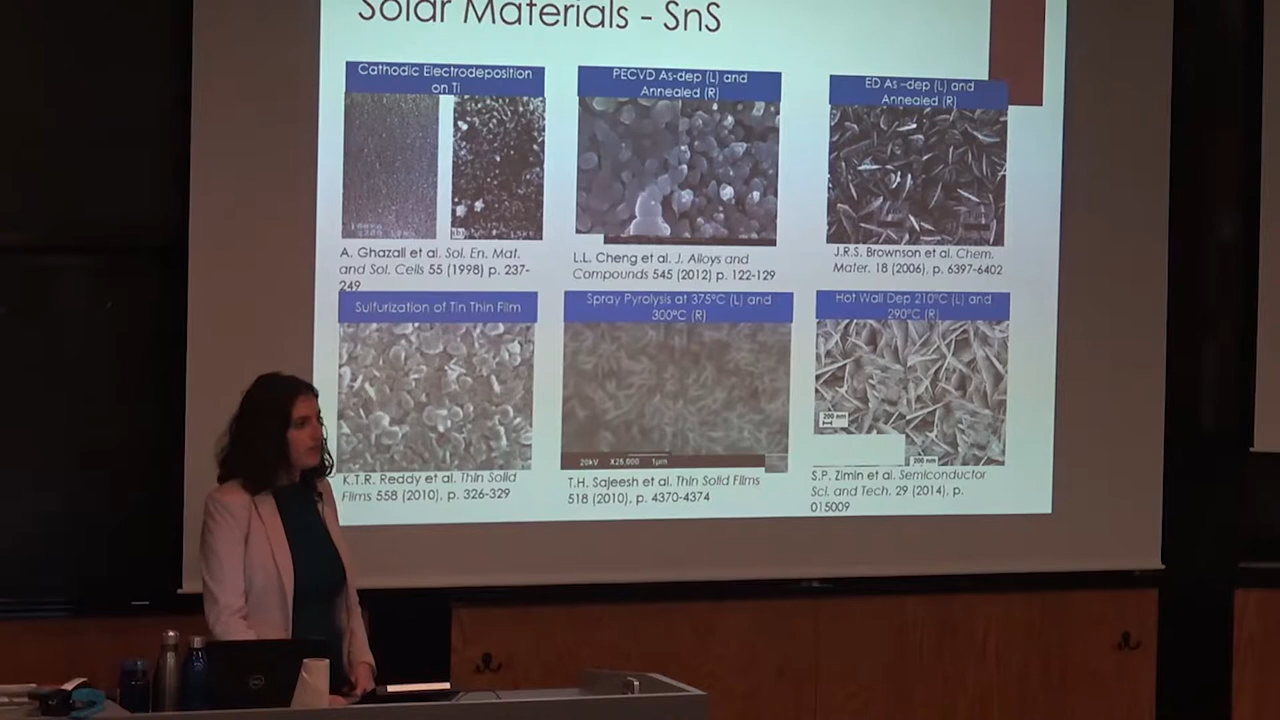 Solar Materials - SnS
Cathodic Electrodeposition
on Ti
PECVD As-dep (L) and
Annealed (R)
ED As –dep (L) and
Annealed (R)
A. Ghazali et al. Sol. En. Mat.
and Sol. Cells 55 (1998) p. 237-
249
L.L. Cheng et al. J. Alloys and
Compounds 545 (2012) p. 122-129
J.R.S. Brownson et al. Chem.
Mater. 18 (2006), p. 6397-6402
Sulfurization of Tin Thin Film
Spray Pyrolysis at 375°C (L) and
300°C (R)
Hot Wall Dep 210°C (L) and
290°C (R)
20kV X25,000 1µm
200 nm
200 nm
K.T.R. Reddy et al. Thin Solid
Films 558 (2010), p. 326-329
T.H. Sajeesh et al. Thin Solid Films
518 (2010), p. 4370-4374
S.P. Zimin et al. Semiconductor
Sci. and Tech. 29 (2014), p.
015009
DELL